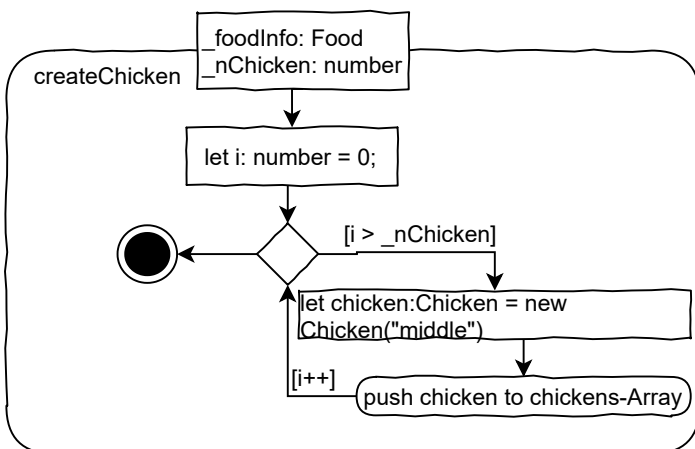 _foodInfo: Food
_nChicken: number
createChicken
let i: number = 0;
[i > _nChicken]
let chicken:Chicken = new
Chicken("middle")
[i++]
push chicken to chickens-Array